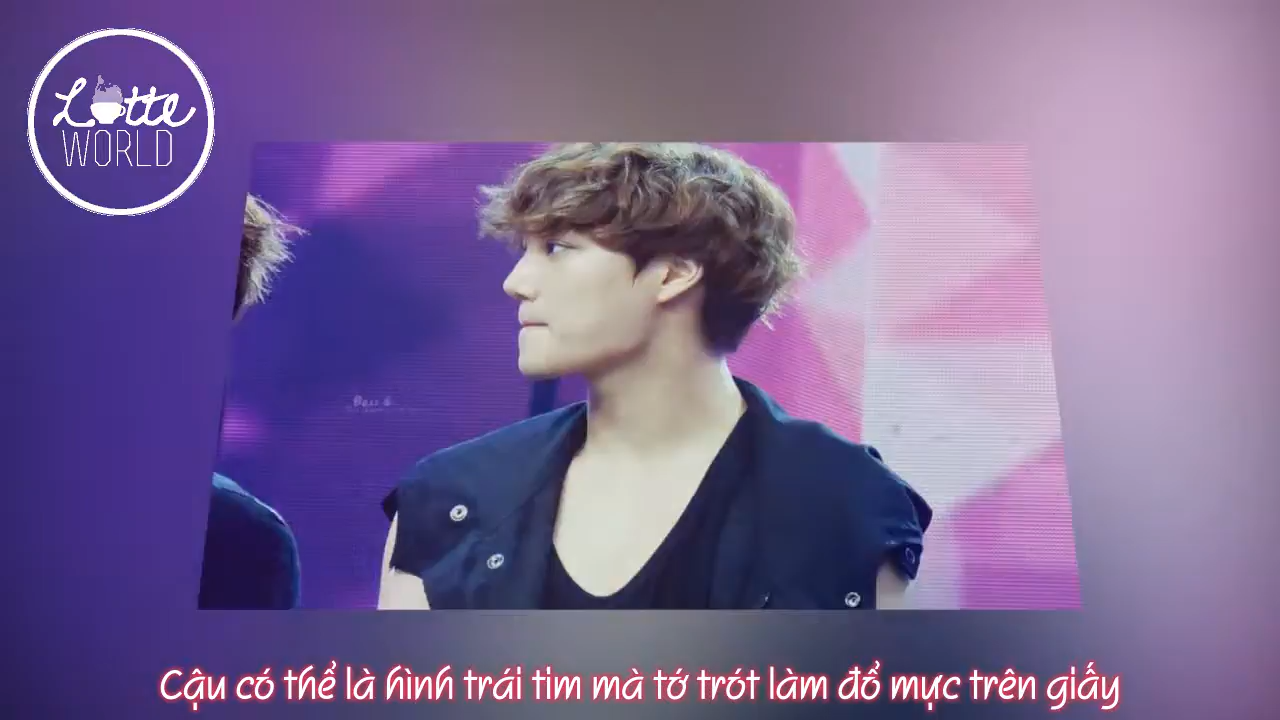 Latte
WORLD
Cậu có thể là hình trái tim mà tớ trót làm đổ mực trên giấy